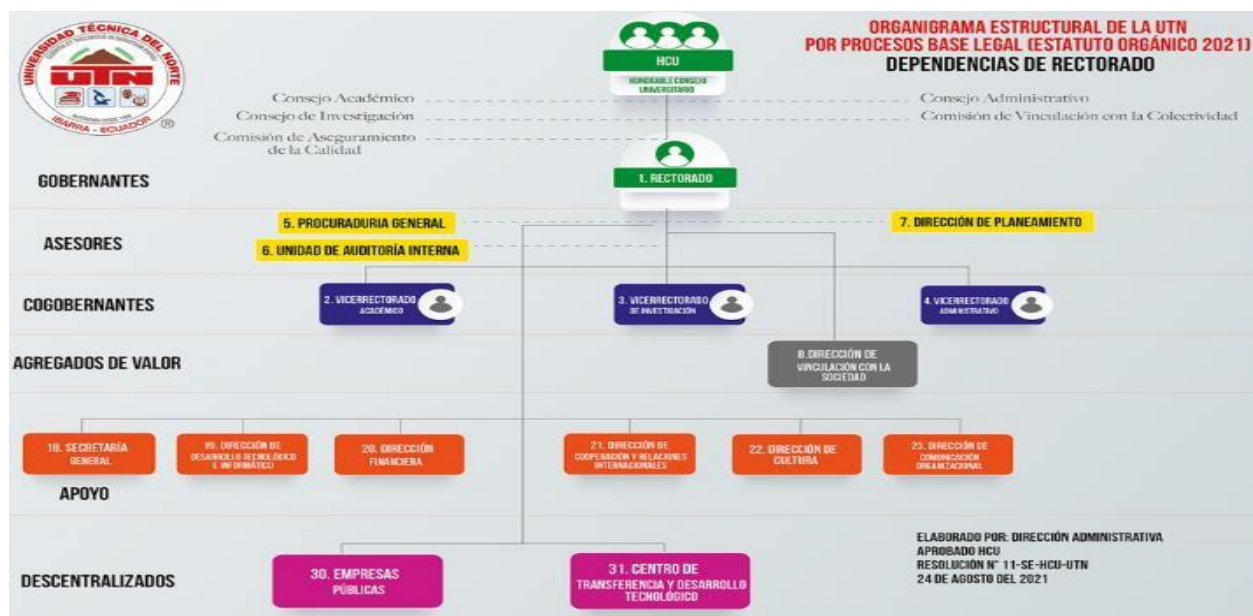 UNIVERSIDAD TÉCNICA DEL NORTE
UTN
IBARRA - ECUADOR
®
ORGANIGRAMA ESTRUCTURAL DE LA UTN
POR PROCESOS BASE LEGAL (ESTATUTO ORGÁNICO 2021)
DEPENDENCIAS DE RECTORADO
HCU
HONORABLE CONSEJO
UNIVERSITARIO
Consejo Académico
Consejo Administrativo
Consejo de Investigación
Comisión de Vinculación con la Colectividad
Comisión de Aseguramiento
de la Calidad
GOBERNANTES
1. RECTORADO
ASESORES
5. PROCURADURIA GENERAL
7. DIRECCIÓN DE PLANEAMIENTO
6. UNIDAD DE AUDITORÍA INTERNA
COGOBERNANTES
2. VICERRECTORADO
ACADÉMICO
3. VICERRECTORADO
DE INVESTIGACIÓN
4. VICERRECTORADO
ADMINISTRATIVO
AGREGADOS DE VALOR
8.DIRECCIÓN DE
VINCULACIÓN CON LA
SOCIEDAD
18. SECRETARÍA
GENERAL
19. DIRECCIÓN DE
DESARROLLO TECNOLÓGICO
E INFORMÁTICO
20. DIRECCIÓN
FINANCIERA
21. DIRECCIÓN DE
COOPERACIÓN Y RELACIONES
INTERNACIONALES
22. DIRECCIÓN DE
CULTURA
23. DIRECCIÓN DE
COMUNICACIÓN
ORGANIZACIONAL
APOYO
DESCENTRALIZADOS
30. EMPRESAS
PÚBLICAS
31. CENTRO DE
TRANSFERENCIA Y DESARROLLO
TECNOLÓGICO
ELABORADO POR: DIRECCIÓN ADMINISTRATIVA
APROBADO HCU
RESOLUCIÓN N° 11-SE-HCU-UTN
24 DE AGOSTO DEL 2021